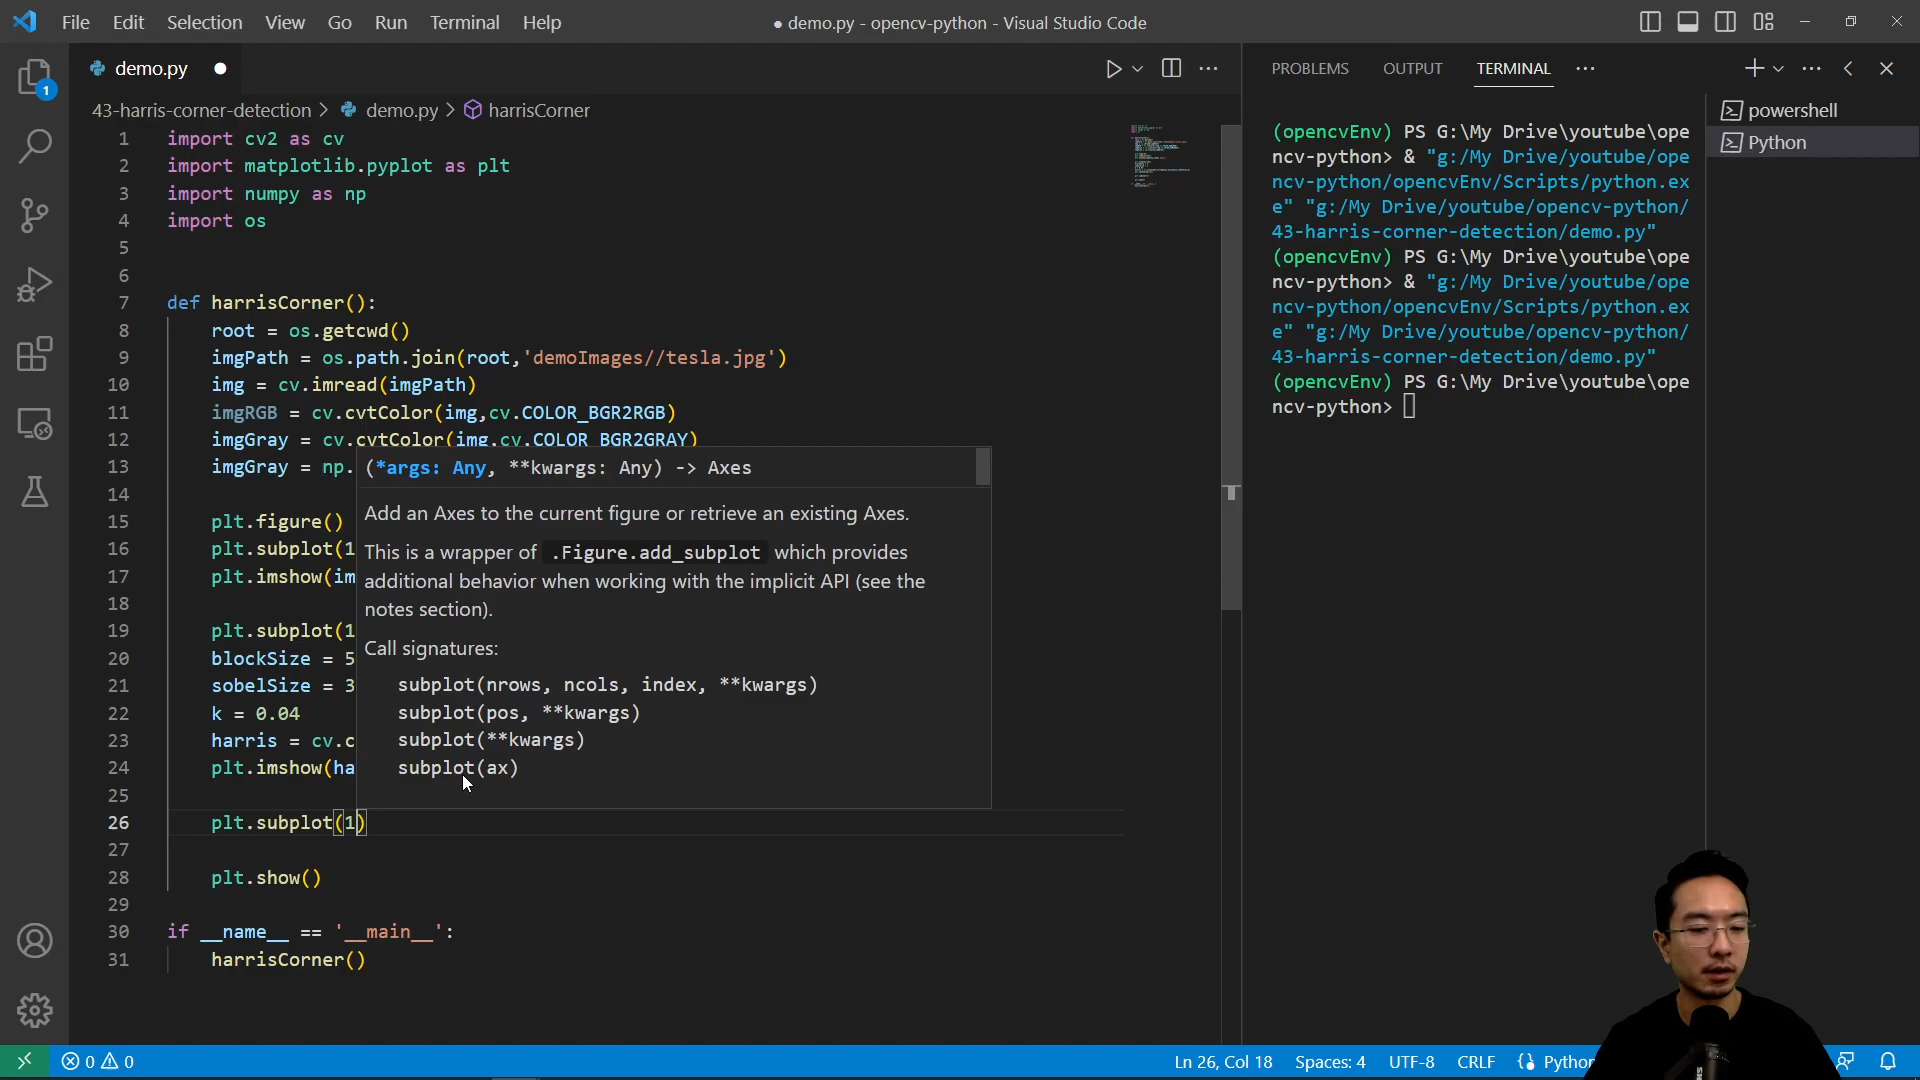 File Edit Selection View Go Run Terminal Help
● demo.py - opencv-python - Visual Studio Code
demo.py
43-harris-corner-detection > demo.py > harrisCorner
1 import cv2 as cv
2 import matplotlib.pyplot as plt
3 import numpy as np
4 import os
5
6
7 def harrisCorner():
8 root = os.getcwd()
9 imgPath = os.path.join(root,'demoImages//tesla.jpg')
10 img = cv.imread(imgPath)
11 imgRGB = cv.cvtColor(img,cv.COLOR_BGR2RGB)
12 imgGray = cv.cvtColor(img,cv.COLOR_BGR2GRAY)
13 imgGray = np.
14
15 plt.figure()
16 plt.subplot(1
17 plt.imshow(im
18
19 plt.subplot(1
20 blockSize = 5
21 sobelSize = 3
22 k = 0.04
23 harris = cv.c
24 plt.imshow(ha
25
26 plt.subplot(1)
27
28 plt.show()
29
30 if __name__ == '__main__':
31 harrisCorner()
(*args: Any, **kwargs: Any) -> Axes
Add an Axes to the current figure or retrieve an existing Axes.
This is a wrapper of .Figure.add_subplot which provides
additional behavior when working with the implicit API (see the
notes section).
Call signatures:
subplot(nrows, ncols, index, **kwargs)
subplot(pos, **kwargs)
subplot(**kwargs)
subplot(ax)
PROBLEMS OUTPUT TERMINAL
(opencvEnv) PS G:\My Drive\youtube\ope
ncv-python> & "g:/My Drive/youtube/ope
ncv-python/opencvEnv/Scripts/python.ex
e" "g:/My Drive/youtube/opencv-python/
43-harris-corner-detection/demo.py"
(opencvEnv) PS G:\My Drive\youtube\ope
ncv-python> & "g:/My Drive/youtube/ope
ncv-python/opencvEnv/Scripts/python.ex
e" "g:/My Drive/youtube/opencv-python/
43-harris-corner-detection/demo.py"
(opencvEnv) PS G:\My Drive\youtube\ope
ncv-python>
powershell
Python
1
0 0
Ln 26, Col 18 Spaces: 4 UTF-8 CRLF Python